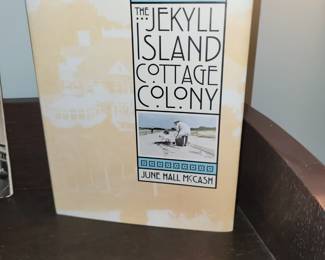 THE
JEKYLL
ISLAND
COTTAGE
COLONY
JUNE HALL McCASH